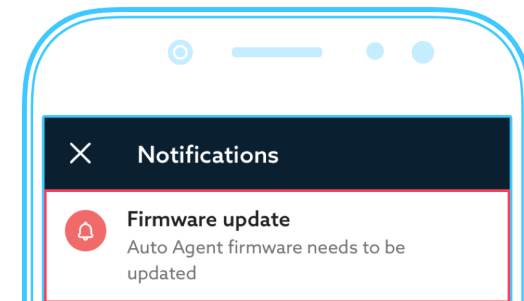 Notifications
Firmware update
Auto Agent firmware needs to be
updated